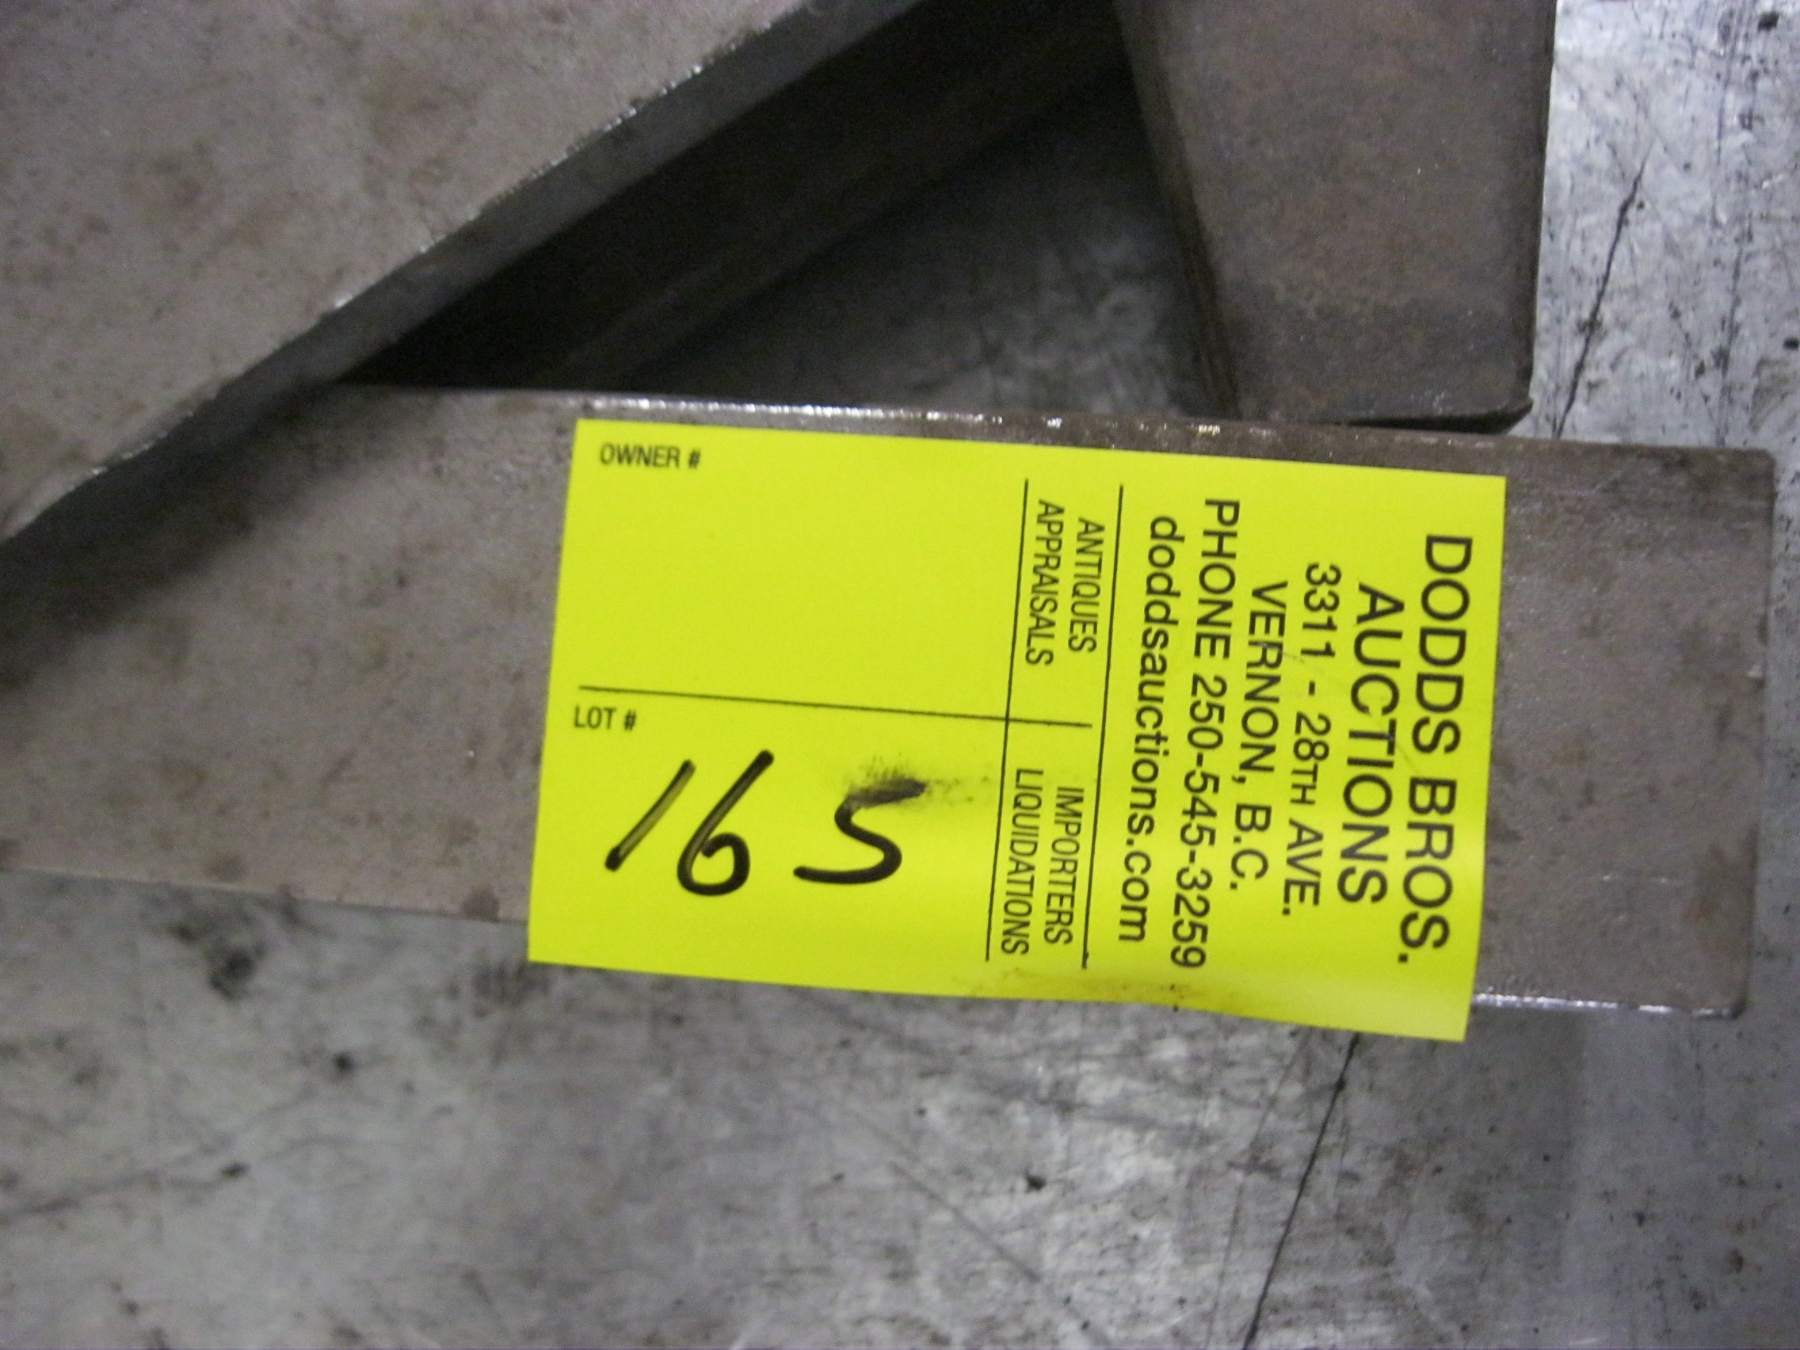 DODDS BROS.
AUCTIONS
3311 - 28TH AVE.
VERNON, B.C.
PHONE 250-545-3259
doddsauctions.com
ANTIQUES
APPRAISALS
IMPORTERS
LIQUIDATIONS
OWNER #
LOT #
165